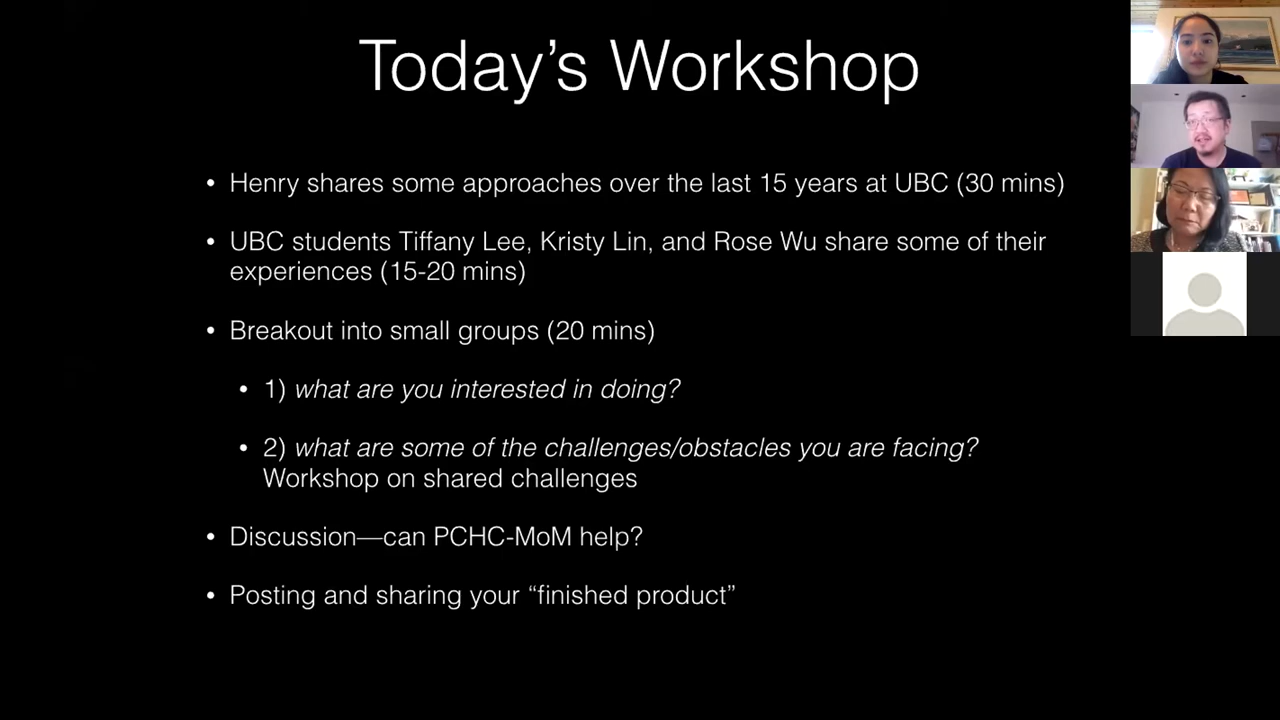 Today’s Workshop
• Henry shares some approaches over the last 15 years at UBC (30 mins)
• UBC students Tiffany Lee, Kristy Lin, and Rose Wu share some of their
experiences (15-20 mins)
• Breakout into small groups (20 mins)
• 1) what are you interested in doing?
• 2) what are some of the challenges/obstacles you are facing?
Workshop on shared challenges
• Discussion—can PCHC-MoM help?
• Posting and sharing your “finished product”